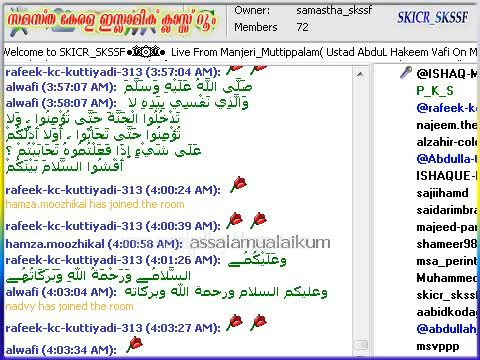 സമസ്ത കേരള ഇസ്ലാമിക് ക്ലാസ്സ് റൂം
Owner: samastha_skssf
Members 72
SKICR_SKSSF
Welcome to SKICR_SKSSF Live From Manjeri_Muttippalam( Ustad AbduL Hakeem Vafi On M
rafeek-kc-kuttiyadi-313 (3:57:04 AM):
alwafi (3:57:07 AM): صَلَّى اللَّهُ عَلَيْهِ وَسَلَّمَ
alwafi (3:58:07 AM): وَالَّذِي نَفْسِي بِيَدِهِ لَا
تَدْخُلُوا الْجَنَّةَ حَتَّى تُؤْمِنُوا ، وَلَا
تُؤْمِنُوا حَتَّى تَحَابُّوا ، أَوَلَا أَدُلُّكُمْ
عَلَى شَيْءٍ إِذَا فَعَلْتُمُوهُ تَحَابَبْتُمْ ؟
أَفْشُوا السَّلَامَ بَيْنَكُمْ
rafeek-kc-kuttiyadi-313 (4:00:24 AM):
hamza.moozhikal has joined the room
rafeek-kc-kuttiyadi-313 (4:00:39 AM):
hamza.moozhikal (4:00:58 AM): assalamualaikum
rafeek-kc-kuttiyadi-313 (4:01:26 AM): وَعَلَيْكُمُــے
السَّلَامُــے وَرَحْمَةُ اللهِ وَبَرَكَاتُهُــے
alwafi (4:03:04 AM): وعليكم السلام ورحمة الله وبركاته
nadvy has joined the room
rafeek-kc-kuttiyadi-313 (4:03:27 AM):
alwafi (4:03:34 AM):
@ISHAQ-M
P_K_S
@rafeek-k
najeem.the
alzahir-colo
@Abdulla-
ISHAQUE-
sajiihamd
saidarimbra
majeed-par
shameer98
msa_perint
Muhammed
skicr_skssf
aabidkodag
@abdullah
msvppp